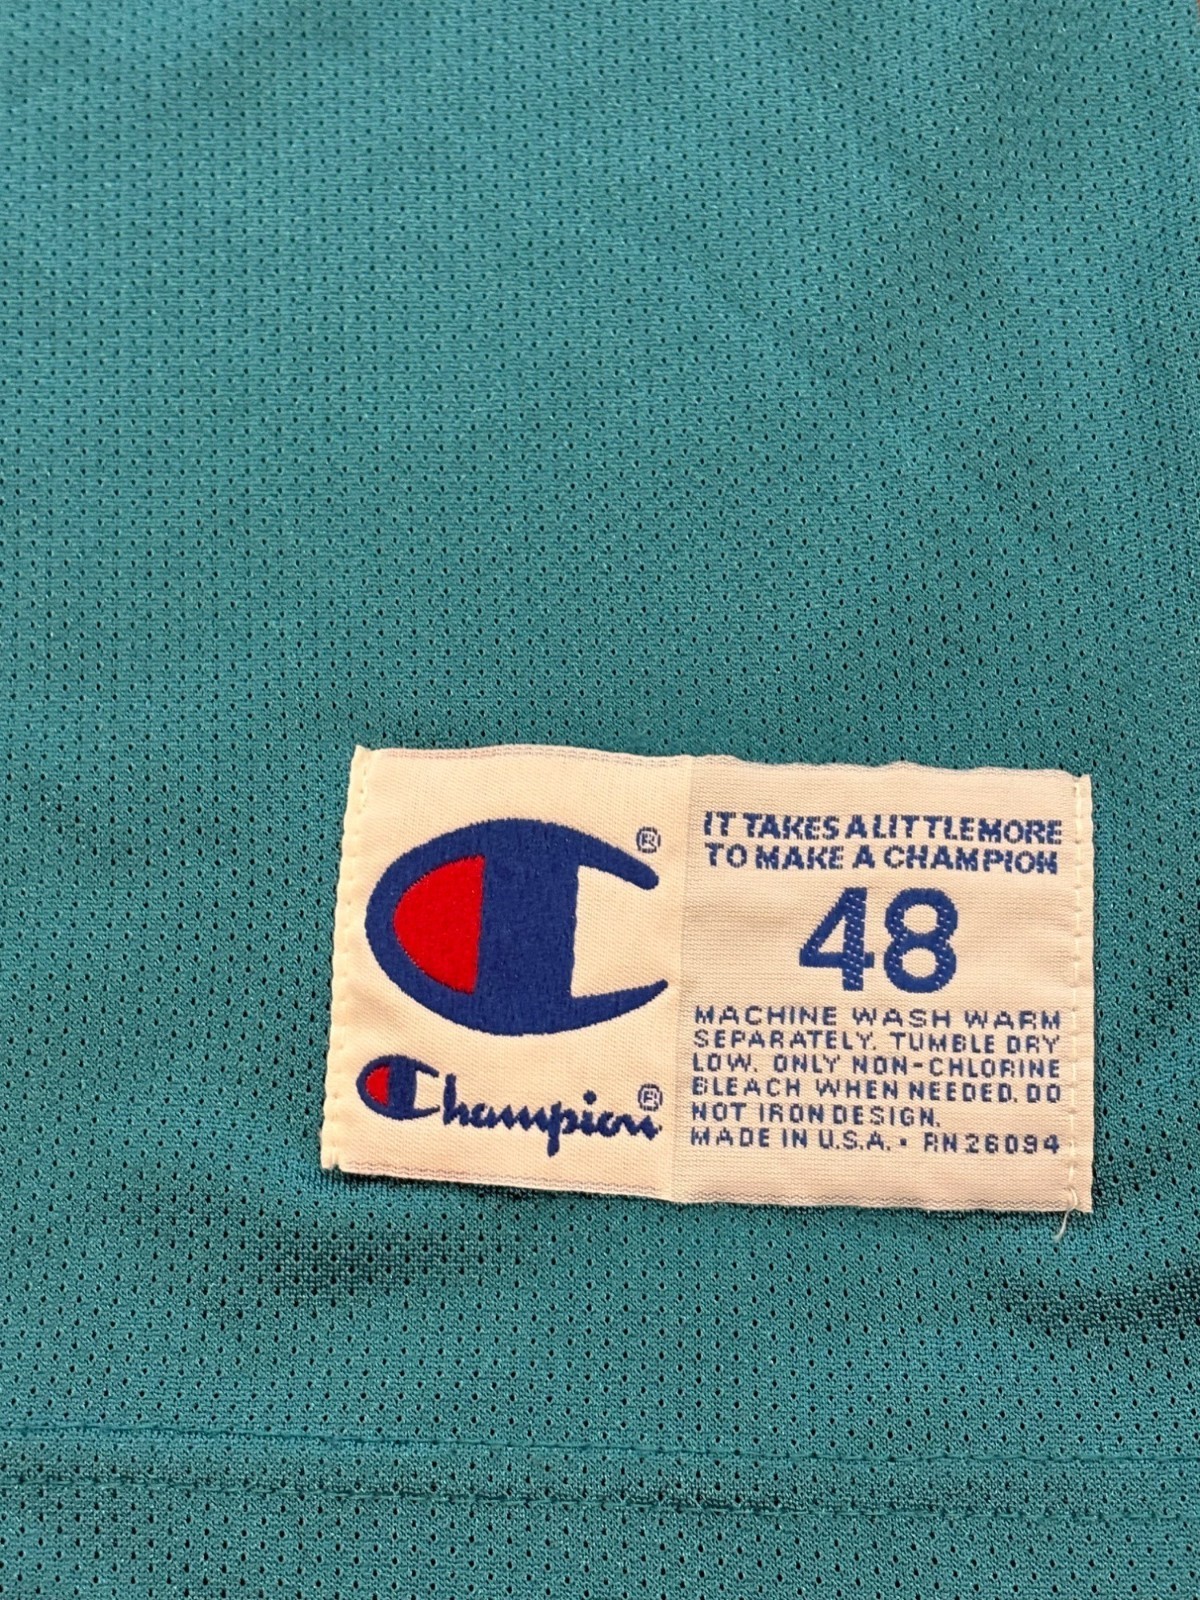 IT TAKES A LITTLE MORE
TO MAKE A CHAMPION
48
MACHINE WASH WARM
SEPARATELY. TUMBLE DRY
LOW. ONLY NON-CHLORINE
BLEACH WHEN NEEDED. DO
NOT IRON DESIGN.
MADE IN U.S.A. • RN 26094
®
Champion®